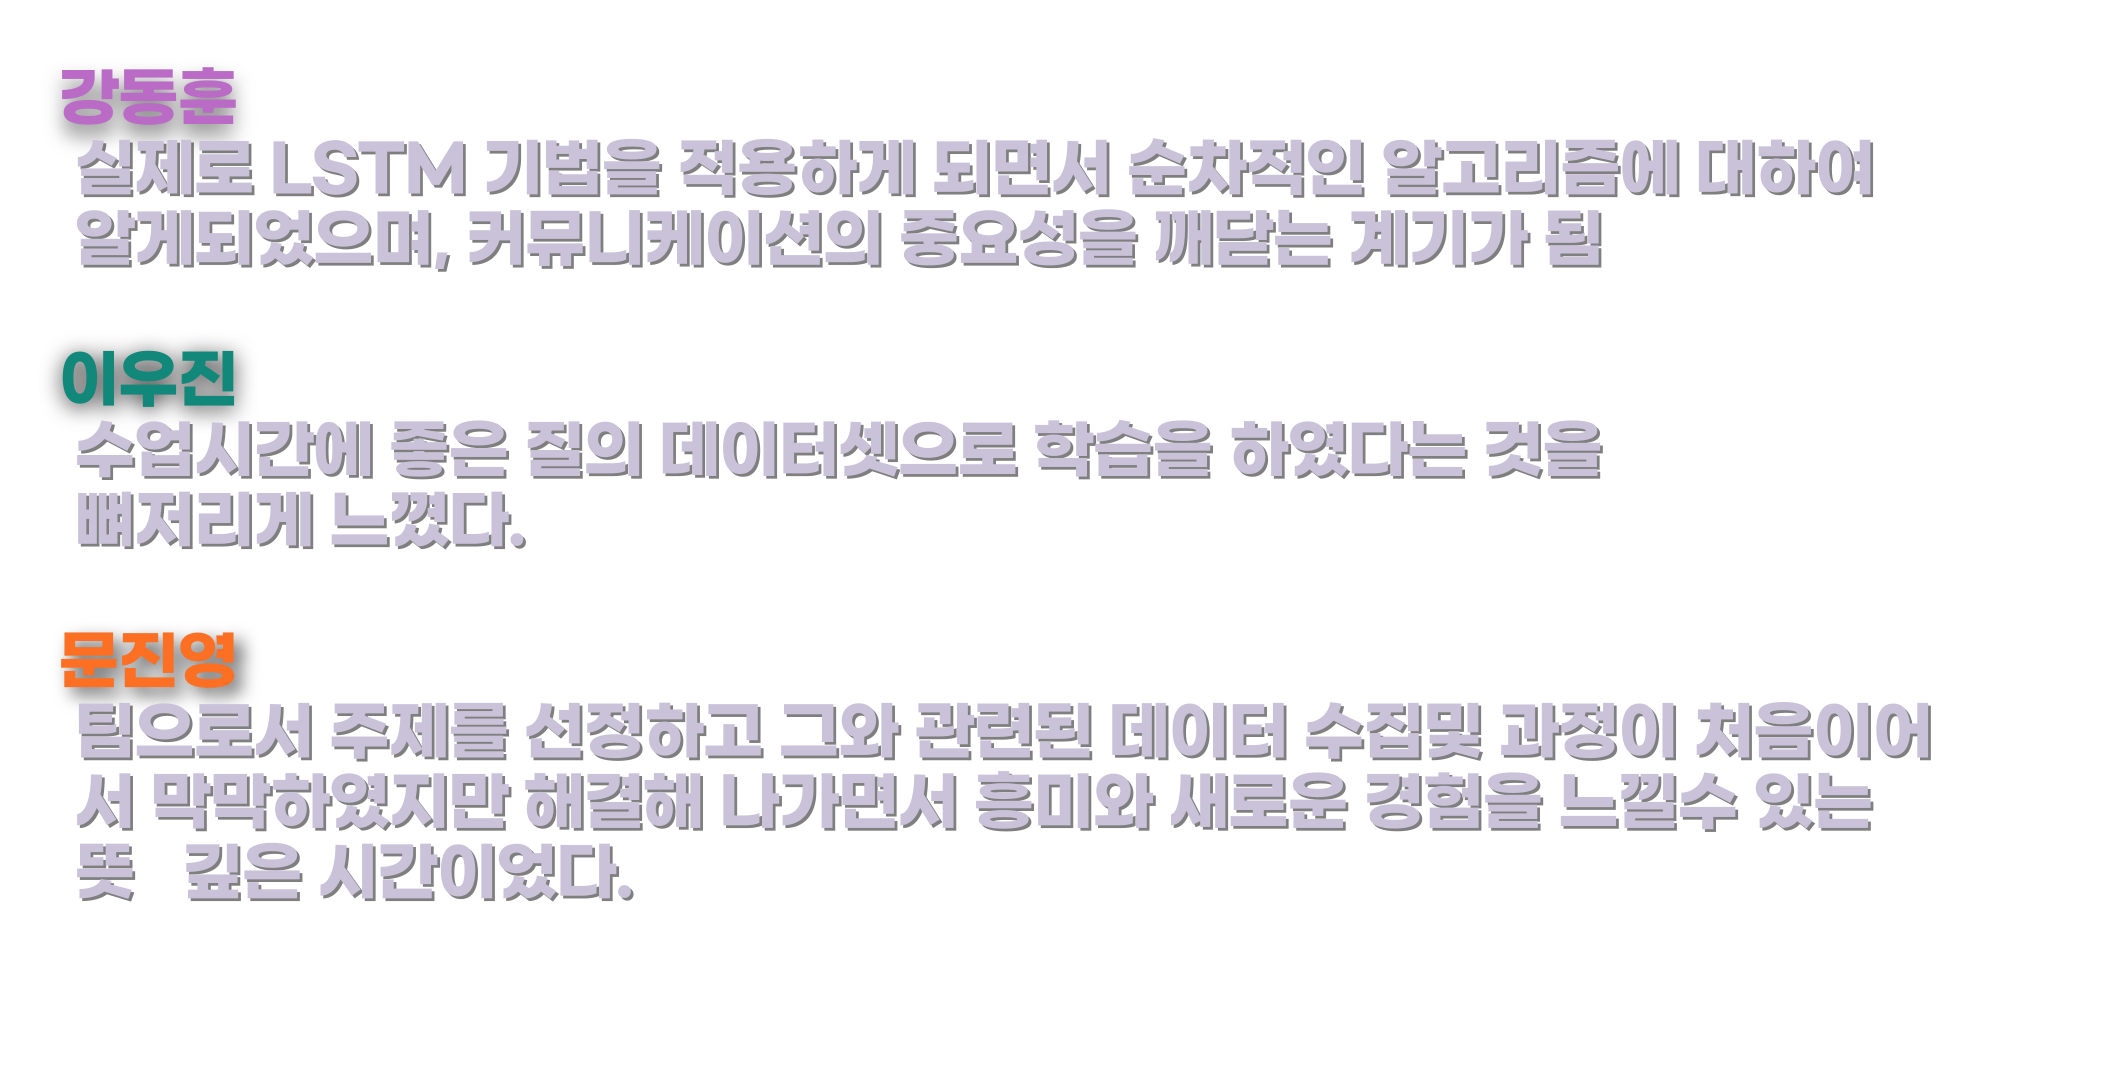 강동훈
실제로 LSTM 기법을 적용하게 되면서 순차적인 알고리즘에 대하여
알게되었으며, 커뮤니케이션의 중요성을 깨닫는 계기가 됨
이우진
수업시간에 좋은 질의 데이터셋으로 학습을 하였다는 것을
뼈저리게 느꼈다.
문진영
팀으로서 주제를 선정하고 그와 관련된 데이터 수집및 과정이 처음이어
서 막막하였지만 해결해 나가면서 흥미와 새로운 경험을 느낄수 있는
뜻 깊은 시간이었다.